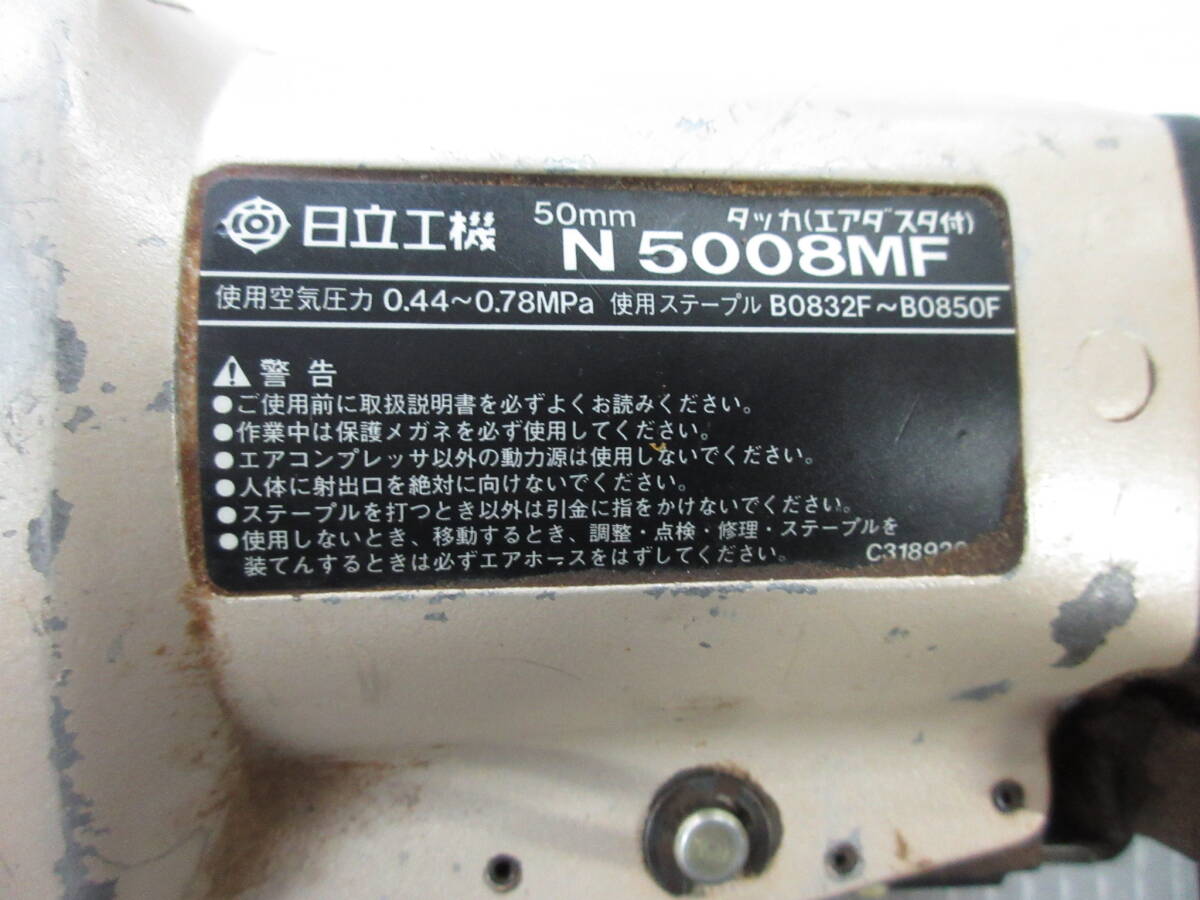 日立工機 50mm タッカ(エアダスタ付)
N 5008MF
使用空気圧力 0.44～0.78MPa 使用ステープル B0832F～B0850F
警告
●ご使用前に取扱説明書を必ずよくお読みください。
●作業中は保護メガネを必ず使用してください。
●エアコンプレッサ以外の動力源は使用しないでください。
●人体に射出口を絶対に向けないでください。
●ステープルを打つとき以外は引金に指をかけないでください。
●使用しないとき、移動するとき、調整・点検・修理・ステープルを
装てんするときは必ずエアホースをはずしてください。